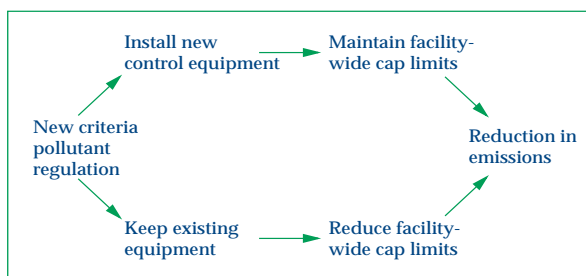 Install new
control equipment
Maintain facility-
wide cap limits
New criteria
pollutant
regulation
Reduction in
emissions
Keep existing
equipment
Reduce facility-
wide cap limits